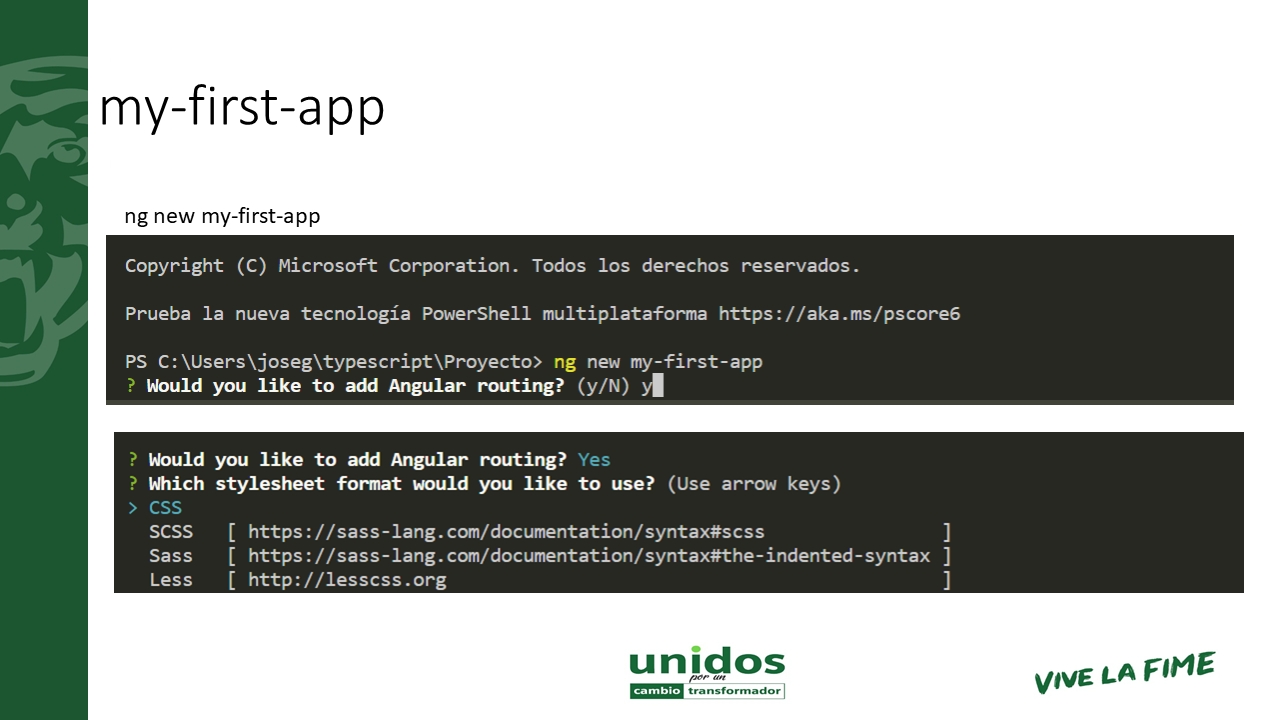 my-first-app
ng new my-first-app
Copyright (C) Microsoft Corporation. Todos los derechos reservados.
Prueba la nueva tecnología PowerShell multiplataforma https://aka.ms/pscore6
PS C:\Users\joseg\typescript\Proyecto> ng new my-first-app
? Would you like to add Angular routing? (y/N) y
? Would you like to add Angular routing? Yes
? Which stylesheet format would you like to use? (Use arrow keys)
> CSS
SCSS [ https://sass-lang.com/documentation/syntax#scss ]
Sass [ https://sass-lang.com/documentation/syntax#the-indented-syntax ]
Less [ http://lesscss.org ]
unidos
por un
cambio transformador
VIVE LA FIME